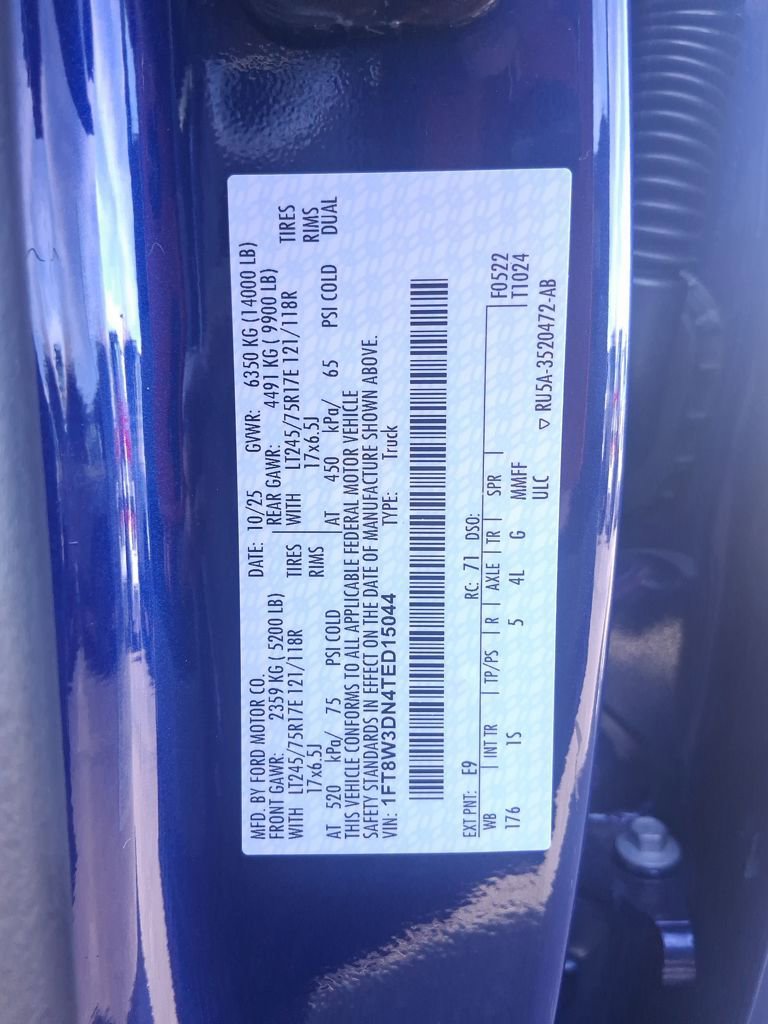 MFD. BY FORD MOTOR CO. DATE: 10/25 GVWR: 6350 KG (14000 LB)
FRONT GAWR: 2359 KG ( 5200 LB) REAR GAWR: 4491 KG ( 9900 LB)
WITH LT245/75R17E 121/118R TIRES WITH LT245/75R17E 121/118R TIRES
17x6.5J RIMS 17x6.5J RIMS
AT 520 kPa/ 75 PSI COLD AT 450 kPa/ 65 PSI COLD DUAL
THIS VEHICLE CONFORMS TO ALL APPLICABLE FEDERAL MOTOR VEHICLE
SAFETY STANDARDS IN EFFECT ON THE DATE OF MANUFACTURE SHOWN ABOVE.
VIN: 1FT8W3DN4TED15044 TYPE: Truck
EXT PNT: E9 RC: 71 DSO:
WB INT TR TP/PS R AXLE TR SPR F0522
176 1S 5 4L G MMFF T1024
ULC
▽ RU5A-3520472-AB